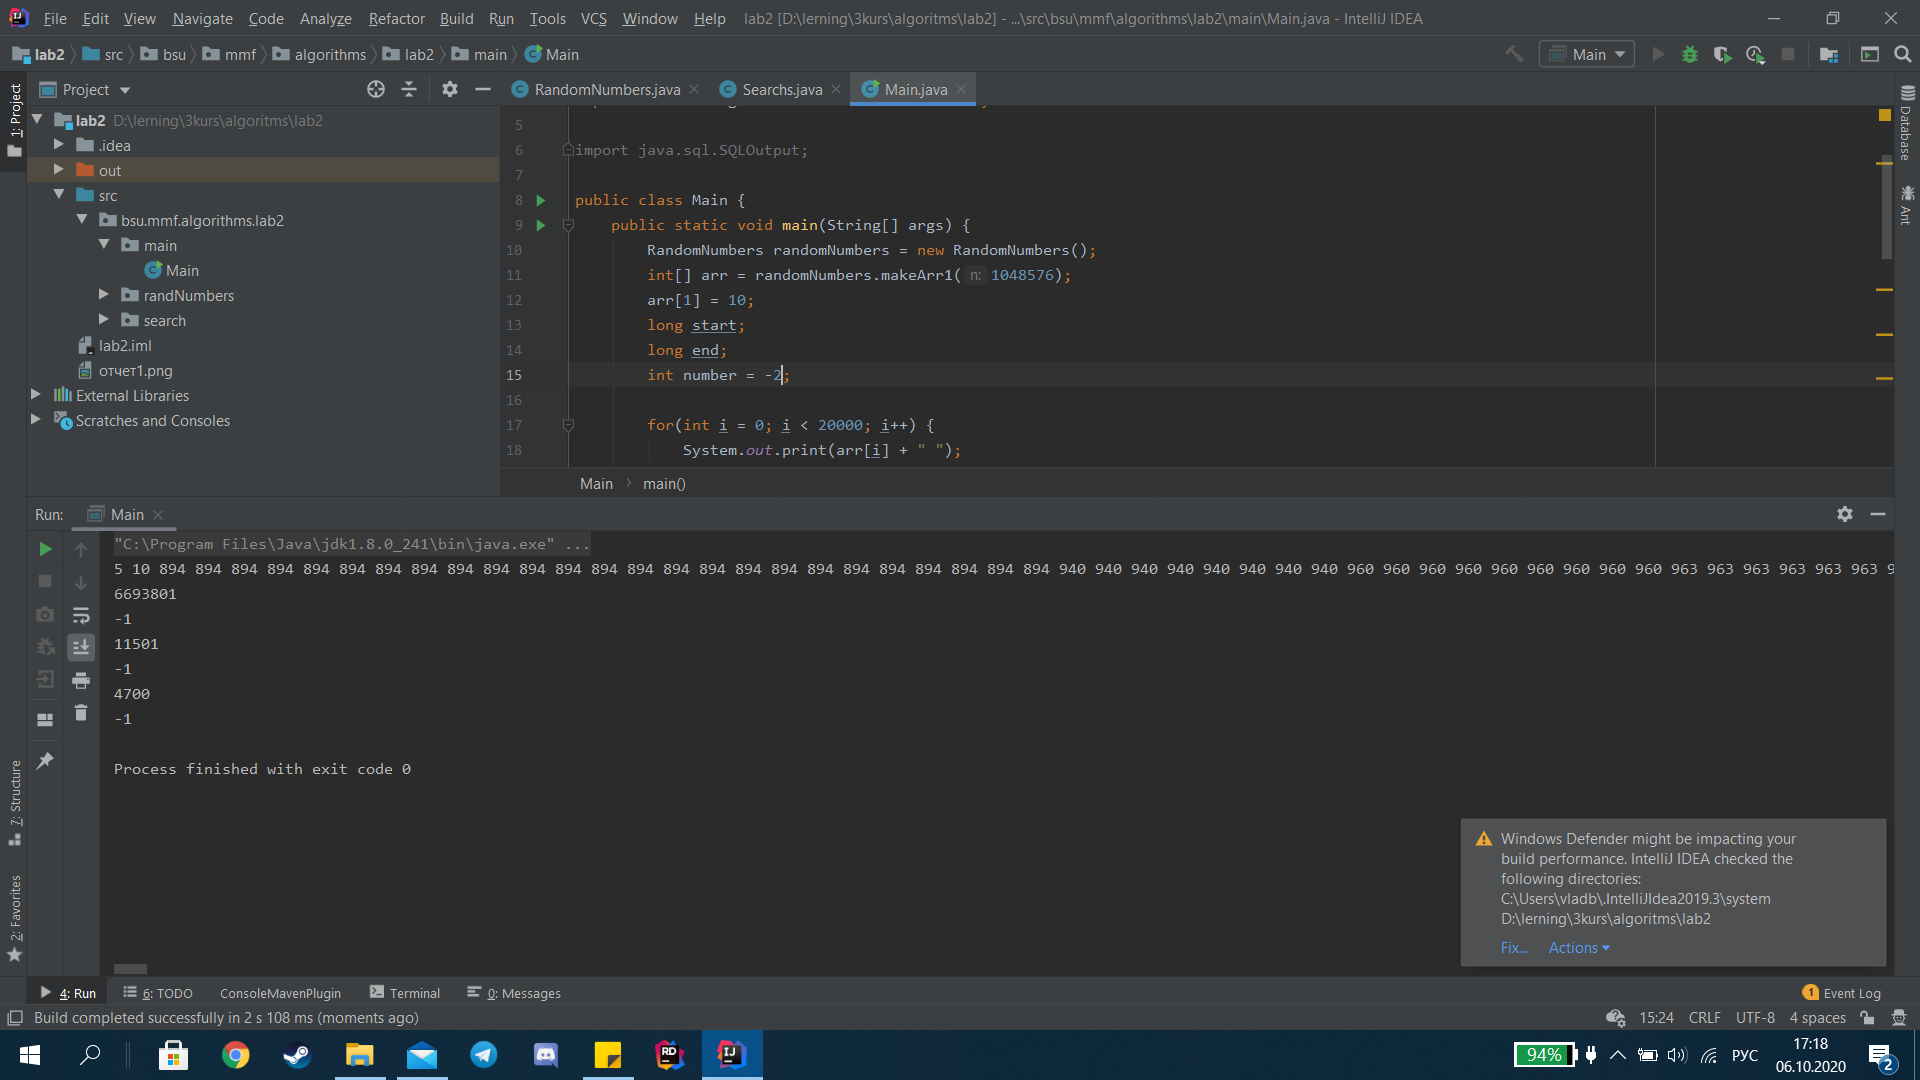 File Edit View Navigate Code Analyze Refactor Build Run Tools VCS Window Help lab2 [D:\lerning\3kurs\algoritms\lab2] - ...\src\bsu\mmf\algorithms\lab2\main\Main.java - IntelliJ IDEA
lab2 src bsu mmf algorithms lab2 main Main Main
1: Project
Project
RandomNumbers.java Searchs.java Main.java
lab2 D:\lerning\3kurs\algoritms\lab2
.idea
out
src
bsu.mmf.algorithms.lab2
main
Main
randNumbers
search
lab2.iml
отчет1.png
External Libraries
Scratches and Consoles
5
6 import java.sql.SQLOutput;
7
8 public class Main {
9 public static void main(String[] args) {
10 RandomNumbers randomNumbers = new RandomNumbers();
11 int[] arr = randomNumbers.makeArr1( n: 1048576);
12 arr[1] = 10;
13 long start;
14 long end;
15 int number = -2;
16
17 for(int i = 0; i < 20000; i++) {
18 System.out.print(arr[i] + " ");
Main main()
Database
Ant
Run: Main
"C:\Program Files\Java\jdk1.8.0_241\bin\java.exe" ...
5 10 894 894 894 894 894 894 894 894 894 894 894 894 894 894 894 894 894 894 894 894 894 894 894 894 894 940 940 940 940 940 940 940 940 960 960 960 960 960 960 960 960 960 963 963 963 963 963 9
6693801
-1
11501
-1
4700
-1
Process finished with exit code 0
7: Structure
2: Favorites
Windows Defender might be impacting your
build performance. IntelliJ IDEA checked the
following directories:
C:\Users\vladb\.IntelliJIdea2019.3\system
D:\lerning\3kurs\algoritms\lab2
Fix... Actions
4: Run 6: TODO ConsoleMavenPlugin Terminal 0: Messages 1 Event Log
Build completed successfully in 2 s 108 ms (moments ago) 15:24 CRLF UTF-8 4 spaces
RD IJ 94% РУС 17:18
06.10.2020 2